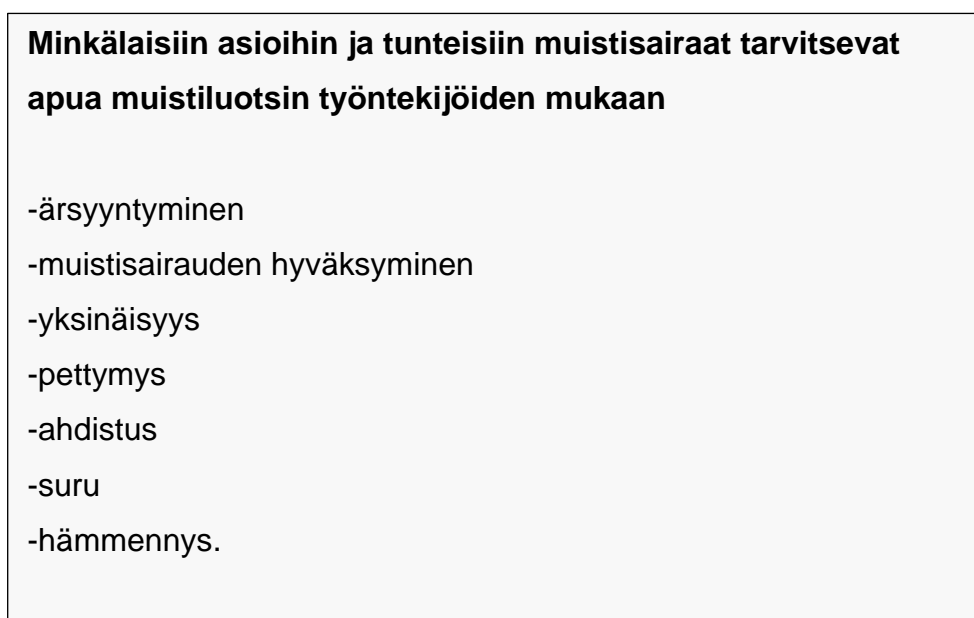 Minkälaisiin asioihin ja tunteisiin muistisairaat tarvitsevat
apua muistiluotsin työntekijöiden mukaan
-ärsyyntyminen
-muistisairauden hyväksyminen
-yksinäisyys
-pettymys
-ahdistus
-suru
-hämmennys.